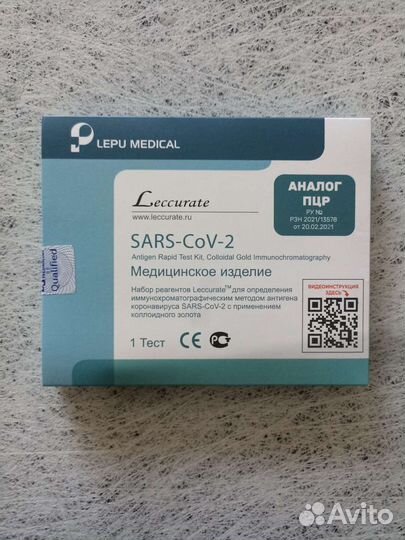 LEPU MEDICAL
Leccurate
www.leccurate.ru
АНАЛОГ
ПЦР
РУ №
РЗН 2021/13578
от 20.02.2021
SARS-CoV-2
Antigen Rapid Test Kit, Colloidal Gold Immunochromatography
Медицинское изделие
Набор реагентов Leccurate™для определения
иммунохроматографическим методом антигена
коронавируса SARS-CoV-2 с применением
коллоидного золота
ВИДЕОИНСТРУКЦИЯ
ЗДЕСЬ
1 Тест
CE
Qualified
Avito